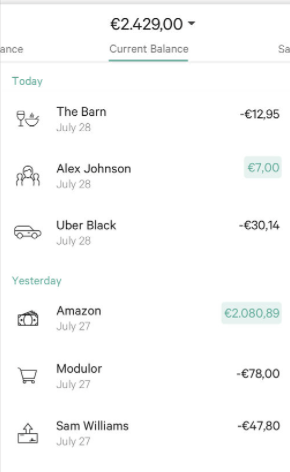 €2.429,00
ance
Current Balance
Sa
Today
The Barn
-€12,95
July 28
Alex Johnson
€7,00
July 28
Uber Black
-€30,14
July 28
Yesterday
Amazon
€2.080,89
July 27
Modulor
-€78,00
July 27
Sam Williams
-€47,80
July 27